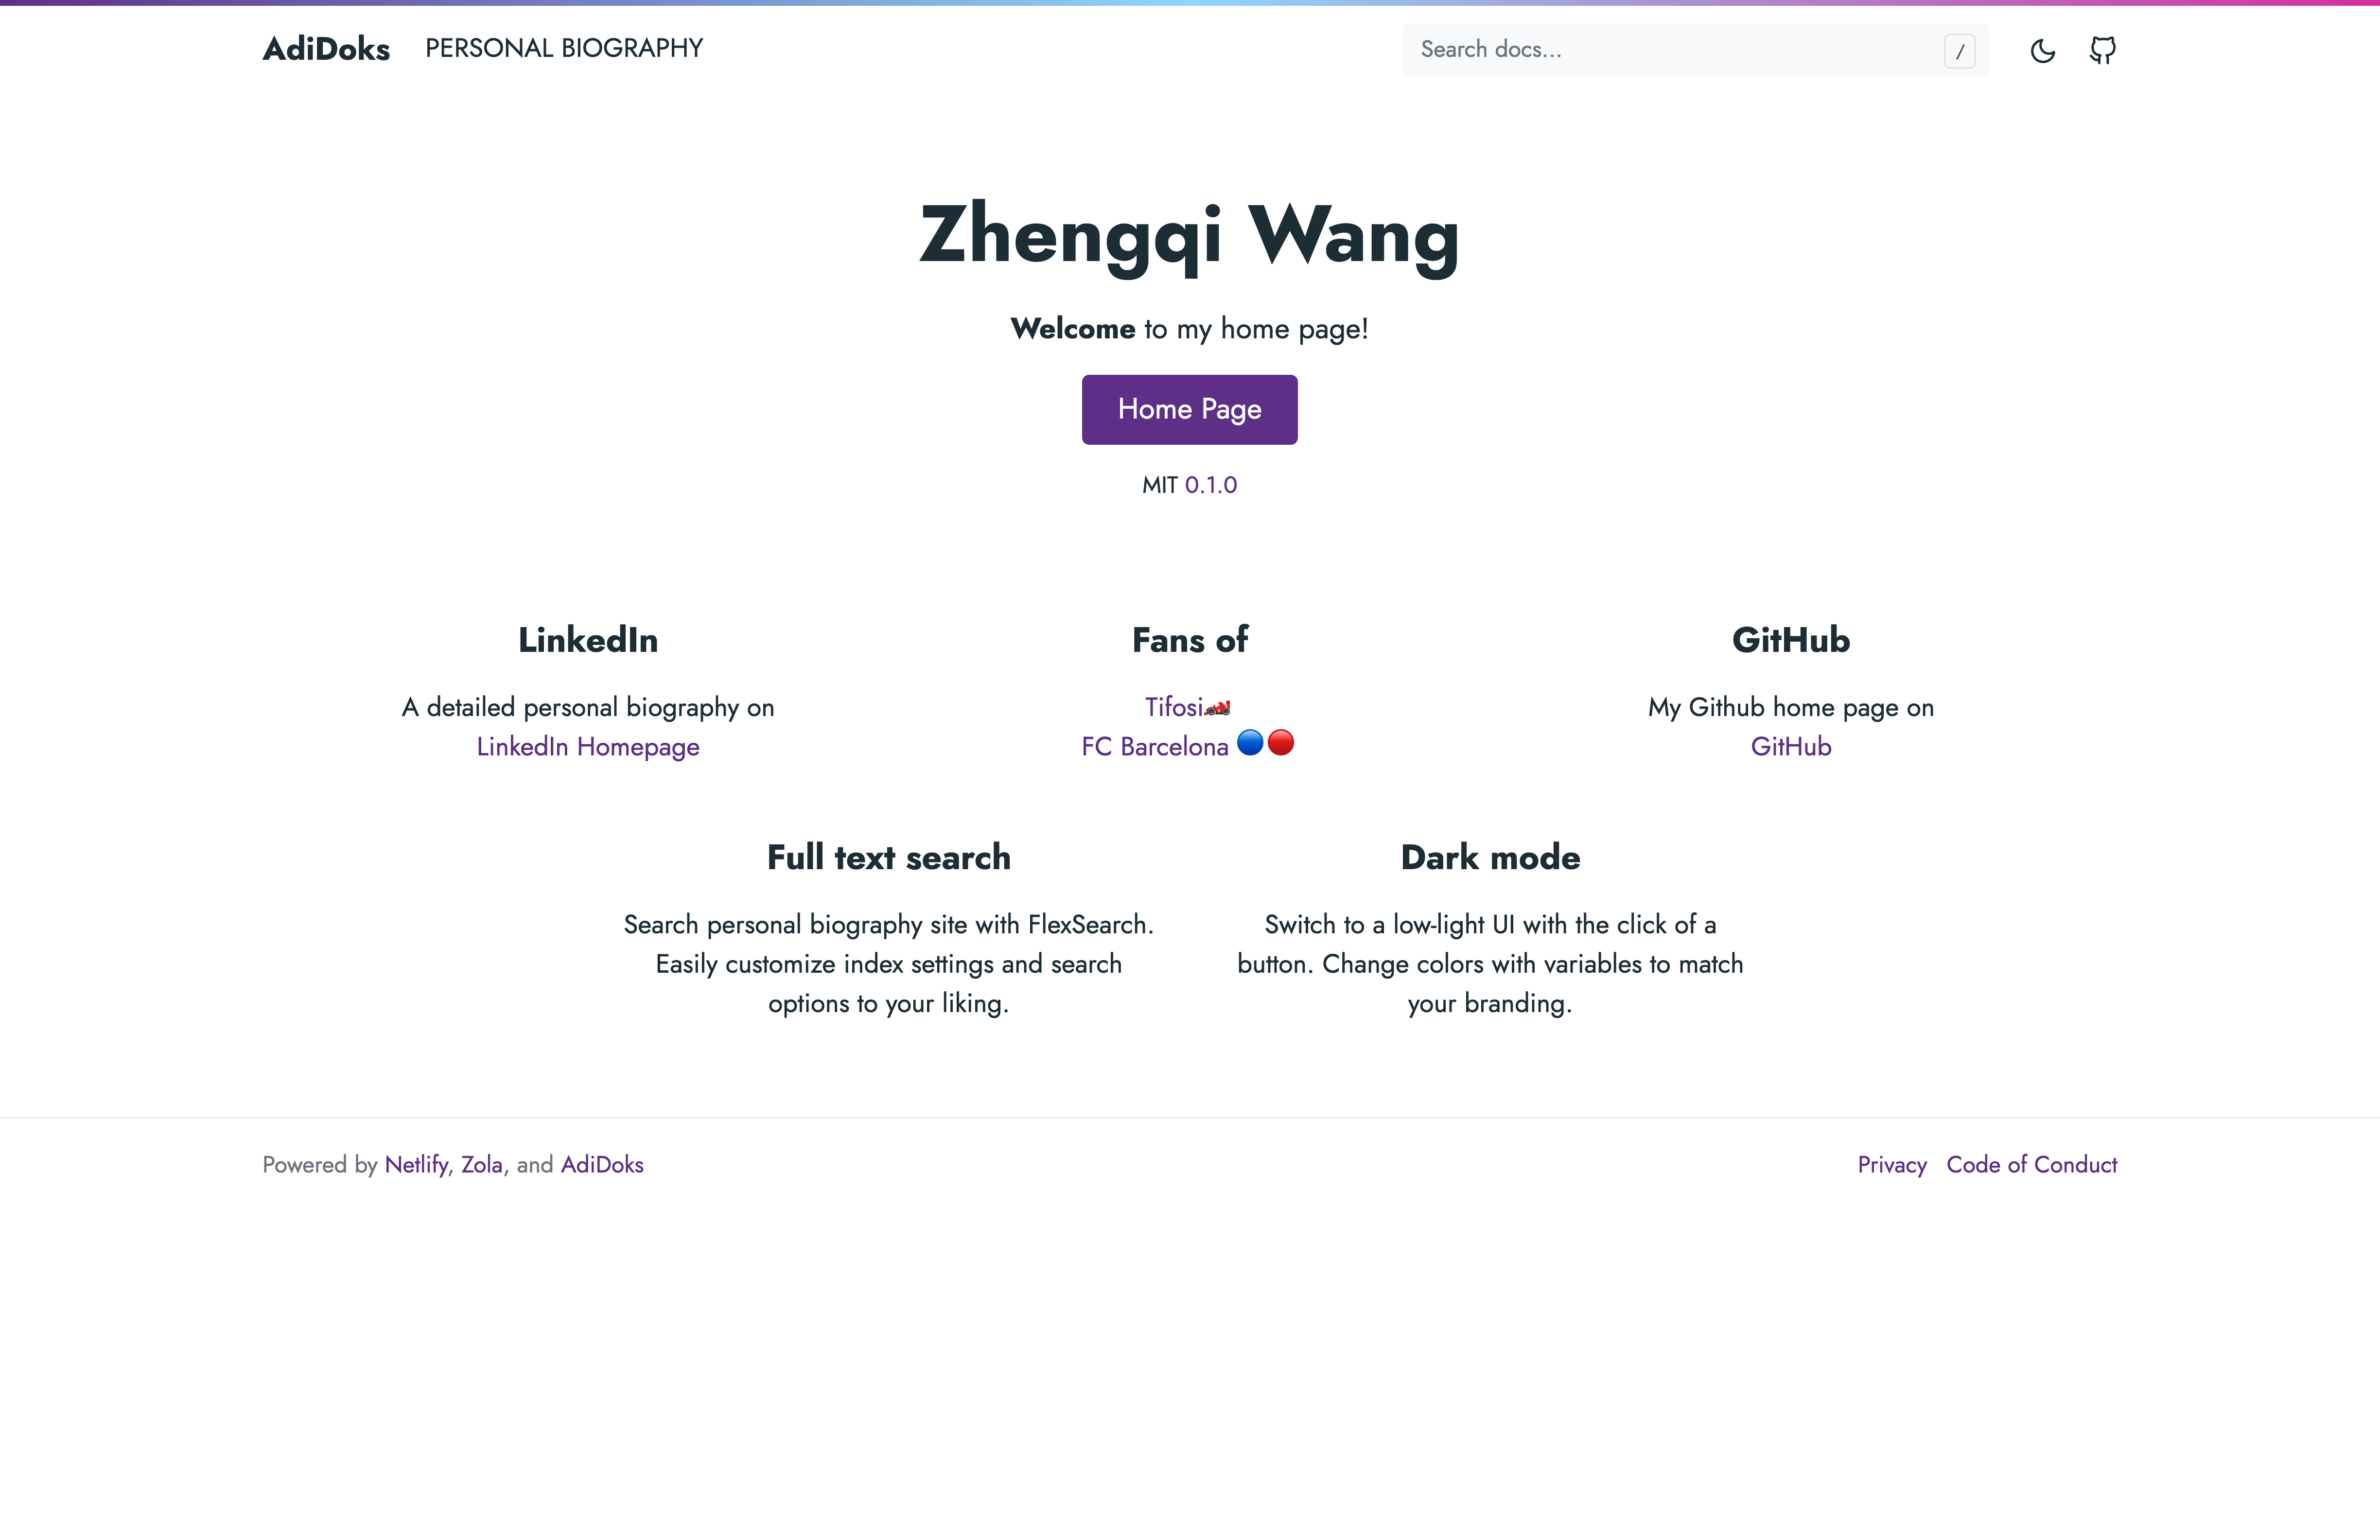 AdiDoks PERSONAL BIOGRAPHY Search docs... /
Zhengqi Wang
Welcome to my home page!
Home Page
MIT 0.1.0
LinkedIn
A detailed personal biography on
LinkedIn Homepage
Fans of
Tifosi🏎️
FC Barcelona 🔵🔴
GitHub
My Github home page on
GitHub
Full text search
Search personal biography site with FlexSearch.
Easily customize index settings and search
options to your liking.
Dark mode
Switch to a low-light UI with the click of a
button. Change colors with variables to match
your branding.
Powered by Netlify, Zola, and AdiDoks
Privacy Code of Conduct